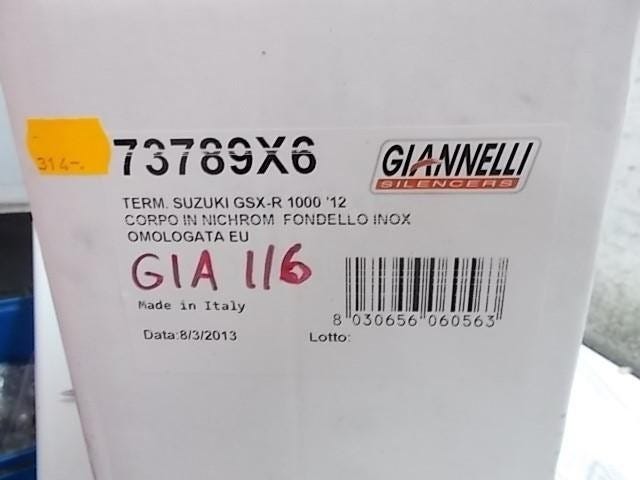 314-.
73789X6
GIANNELLI
SILENCERS
TERM. SUZUKI GSX-R 1000 '12
CORPO IN NICHROM FONDELLO INOX
OMOLOGATA EU
GIA 116
Made in Italy
8 030656 060563
Data:8/3/2013
Lotto: